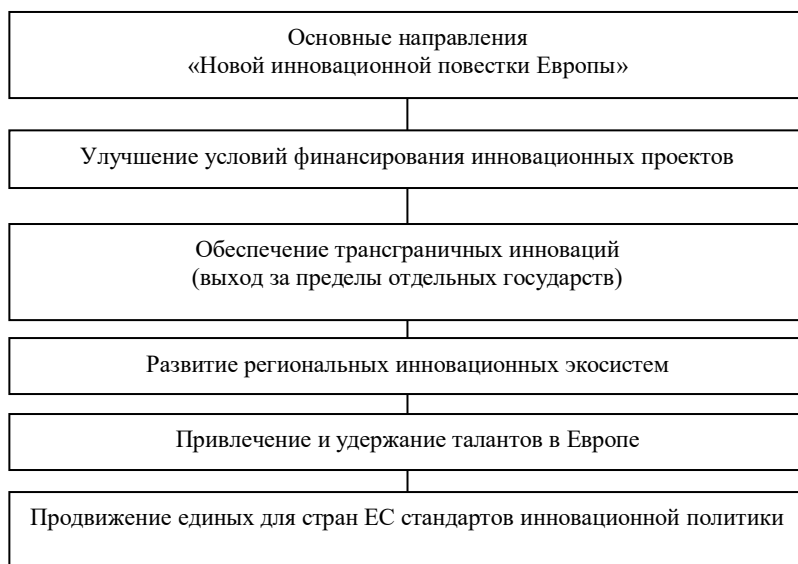 Основные направления
«Новой инновационной повестки Европы»
Улучшение условий финансирования инновационных проектов
Обеспечение трансграничных инноваций
(выход за пределы отдельных государств)
Развитие региональных инновационных экосистем
Привлечение и удержание талантов в Европе
Продвижение единых для стран ЕС стандартов инновационной политики